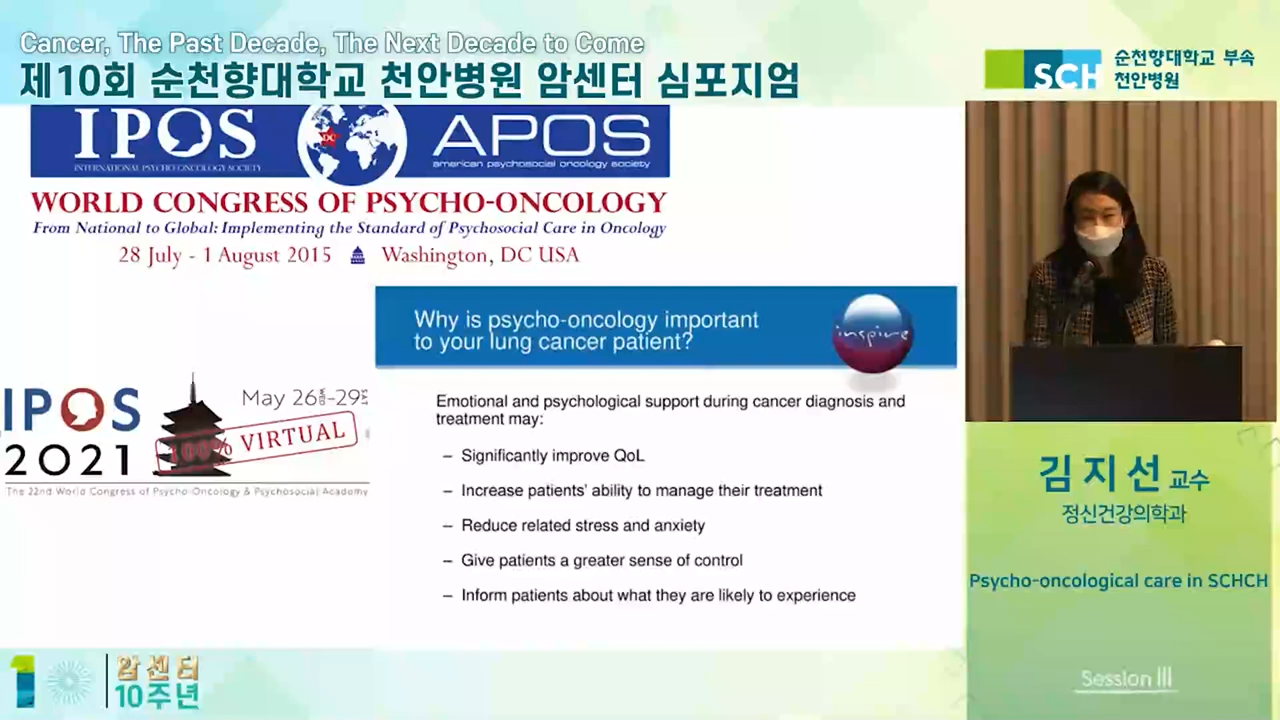 Cancer, The Past Decade, The Next Decade to Come
제10회 순천향대학교 천안병원 암센터 심포지엄
SCH
순천향대학교 부속
천안병원
IPOS
INTERNATIONAL PSYCHO-ONCOLOGY SOCIETY
DC
APOS
american psychosocial oncology society
WORLD CONGRESS OF PSYCHO-ONCOLOGY
From National to Global: Implementing the Standard of Psychosocial Care in Oncology
28 July - 1 August 2015
Washington, DC USA
Why is psycho-oncology important
to your lung cancer patient?
inspire
IPOS
2021
May 26-29
100% VIRTUAL
The 22nd World Congress of Psycho-Oncology & Psychosocial Academy
Emotional and psychological support during cancer diagnosis and
treatment may:
– Significantly improve QoL
– Increase patients' ability to manage their treatment
– Reduce related stress and anxiety
– Give patients a greater sense of control
– Inform patients about what they are likely to experience
김지선 교수
정신건강의학과
Psycho-oncological care in SCHCH
Session III
10
암센터
10주년